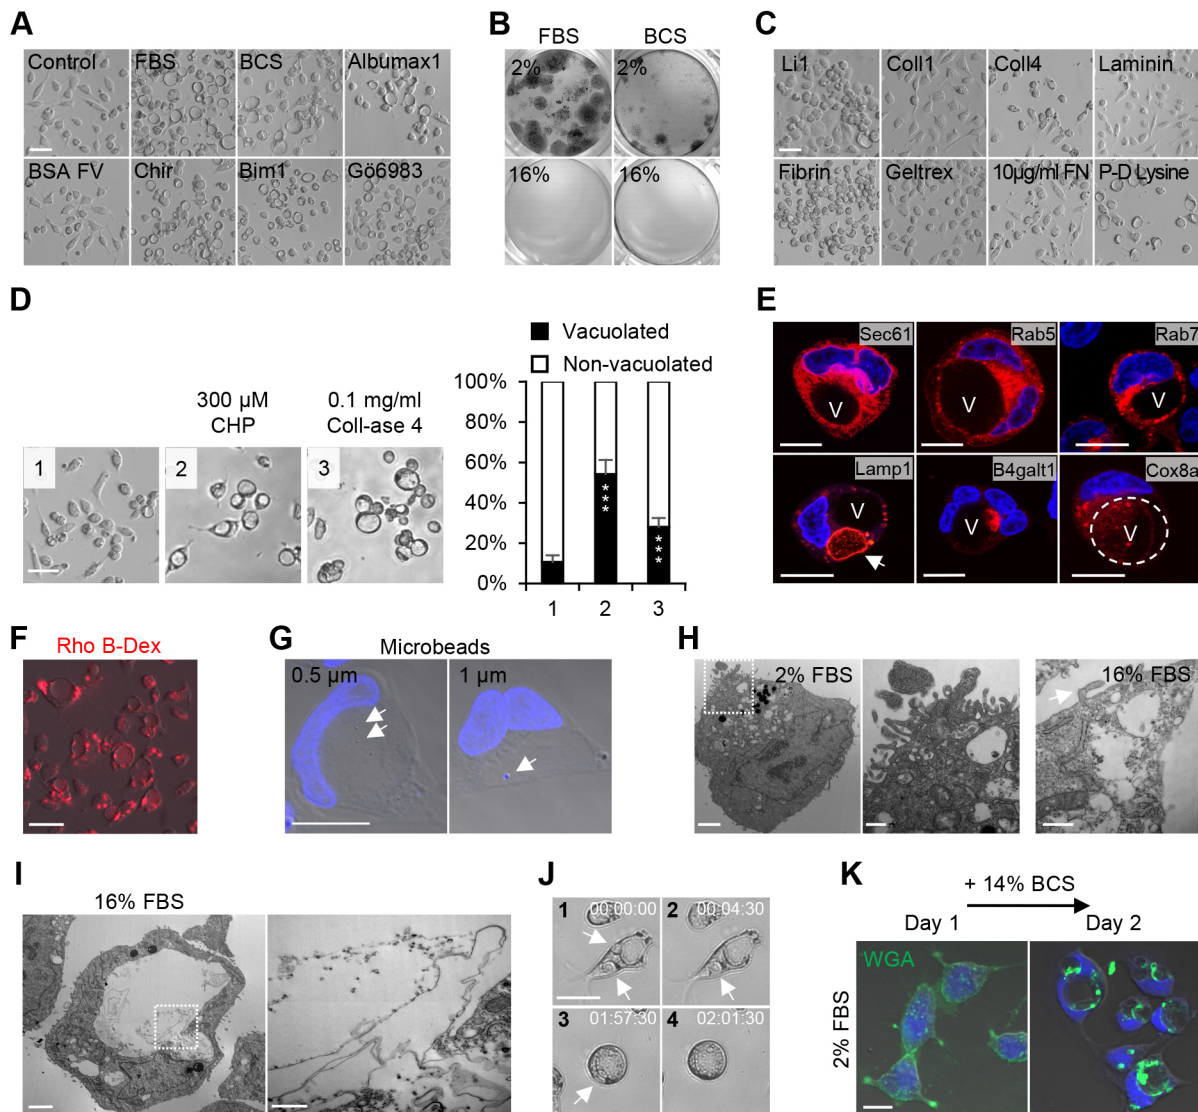 A
Control
FBS
BCS
Albumax1
BSA FV
Chir
Bim1
Gö6983
B
FBS
BCS
2%
2%
16%
16%
C
Li1
Coll1
Coll4
Laminin
Fibrin
Geltrex
10µg/ml FN
P-D Lysine
D
300 µM
CHP
0.1 mg/ml
Coll-ase 4
1
2
3
Vacuolated
Non-vacuolated
100%
80%
60%
40%
20%
0%
***
***
1
2
3
E
Sec61
Rab5
Rab7
V
V
V
Lamp1
B4galt1
Cox8a
V
V
V
F
Rho B-Dex
G
Microbeads
0.5 µm
1 µm
H
2% FBS
16% FBS
I
16% FBS
J
1
00:00:00
2
00:04:30
3
01:57:30
4
02:01:30
K
+ 14% BCS
Day 1
Day 2
WGA
2% FBS